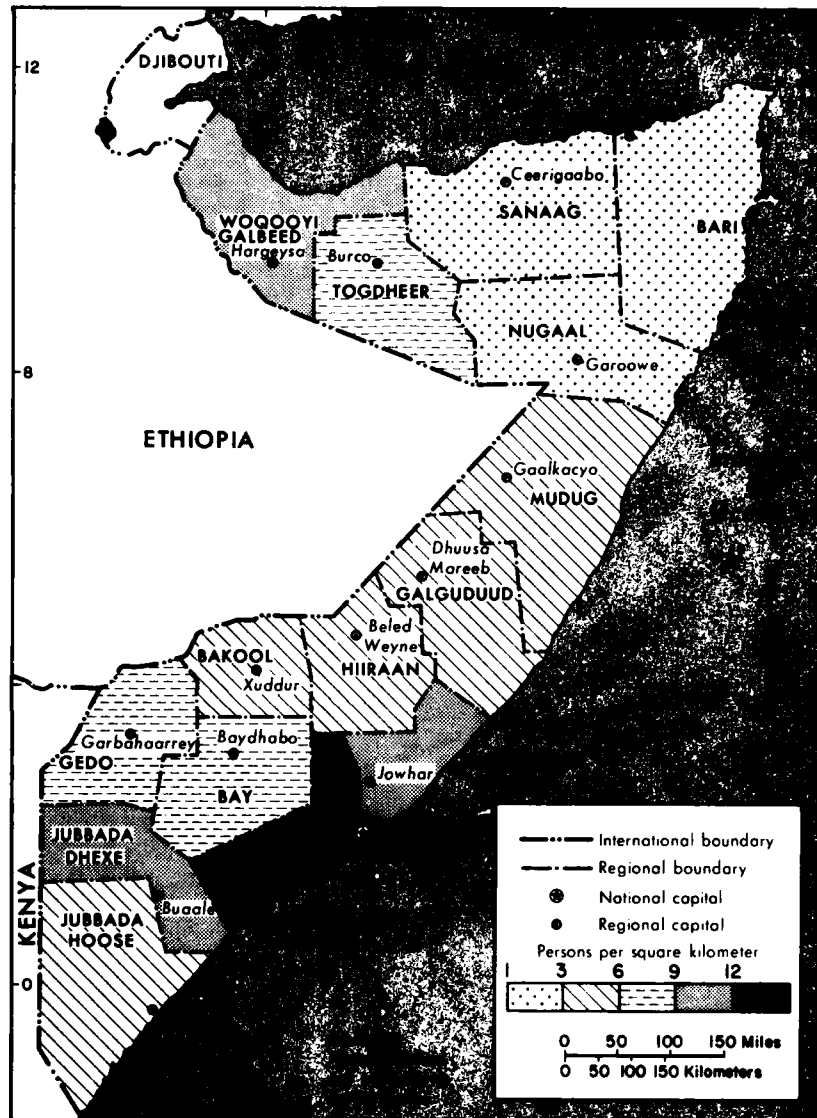 12
DJIBOUTI
Ceerigaabo
SANAAG
WOQOOYI
GALBEED
Hargeysa
BARI
Burco
TOGDHEER
NUGAAL
Garoowe
8
ETHIOPIA
Gaalkacyo
MUDUG
Dhuusa
Mareeb
GALGUDUUD
Beled
Weyne
HIIRAAN
BAKOOL
Xuddur
Garbahaarrey
GEDO
Baydhabo
BAY
Jowhar
JUBBADA
DHEXE
Buaale
KENYA
JUBBADA
HOOSE
0
International boundary
Regional boundary
National capital
Regional capital
Persons per square kilometer
1 3 6 9 12
0 50 100 150 Miles
0 50 100 150 Kilometers